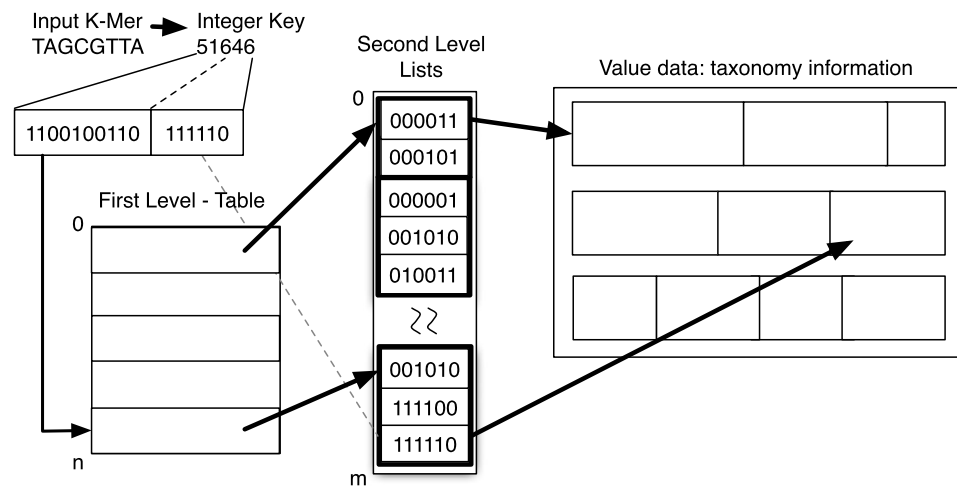 Input K-Mer
Integer Key
TAGCGTTA
51646
Second Level
Lists
Value data: taxonomy information
1100100110
111110
First Level - Table
0
n
0
000011
000101
000001
001010
010011
001010
111100
111110
m